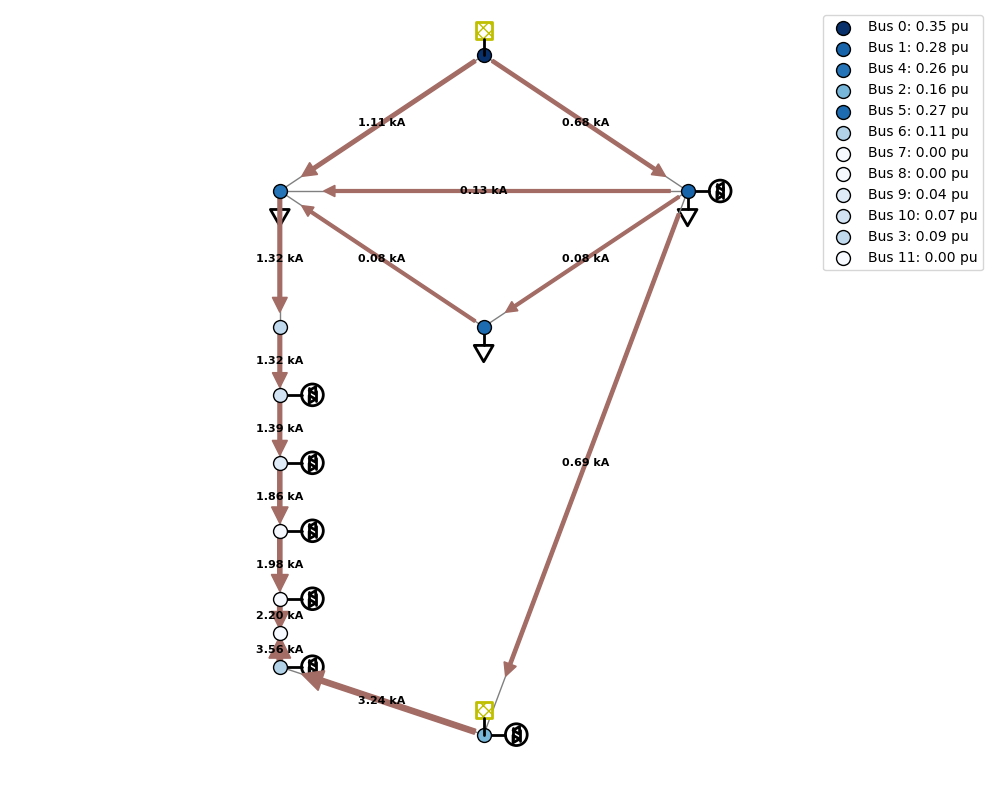 Bus 0: 0.35 pu
Bus 1: 0.28 pu
Bus 4: 0.26 pu
Bus 2: 0.16 pu
Bus 5: 0.27 pu
Bus 6: 0.11 pu
Bus 7: 0.00 pu
Bus 8: 0.00 pu
Bus 9: 0.04 pu
Bus 10: 0.07 pu
Bus 3: 0.09 pu
Bus 11: 0.00 pu
1.11 kA
0.68 kA
0.13 kA
1.32 kA
0.08 kA
0.08 kA
1.32 kA
1.39 kA
0.69 kA
1.86 kA
1.98 kA
2.20 kA
3.56 kA
3.24 kA